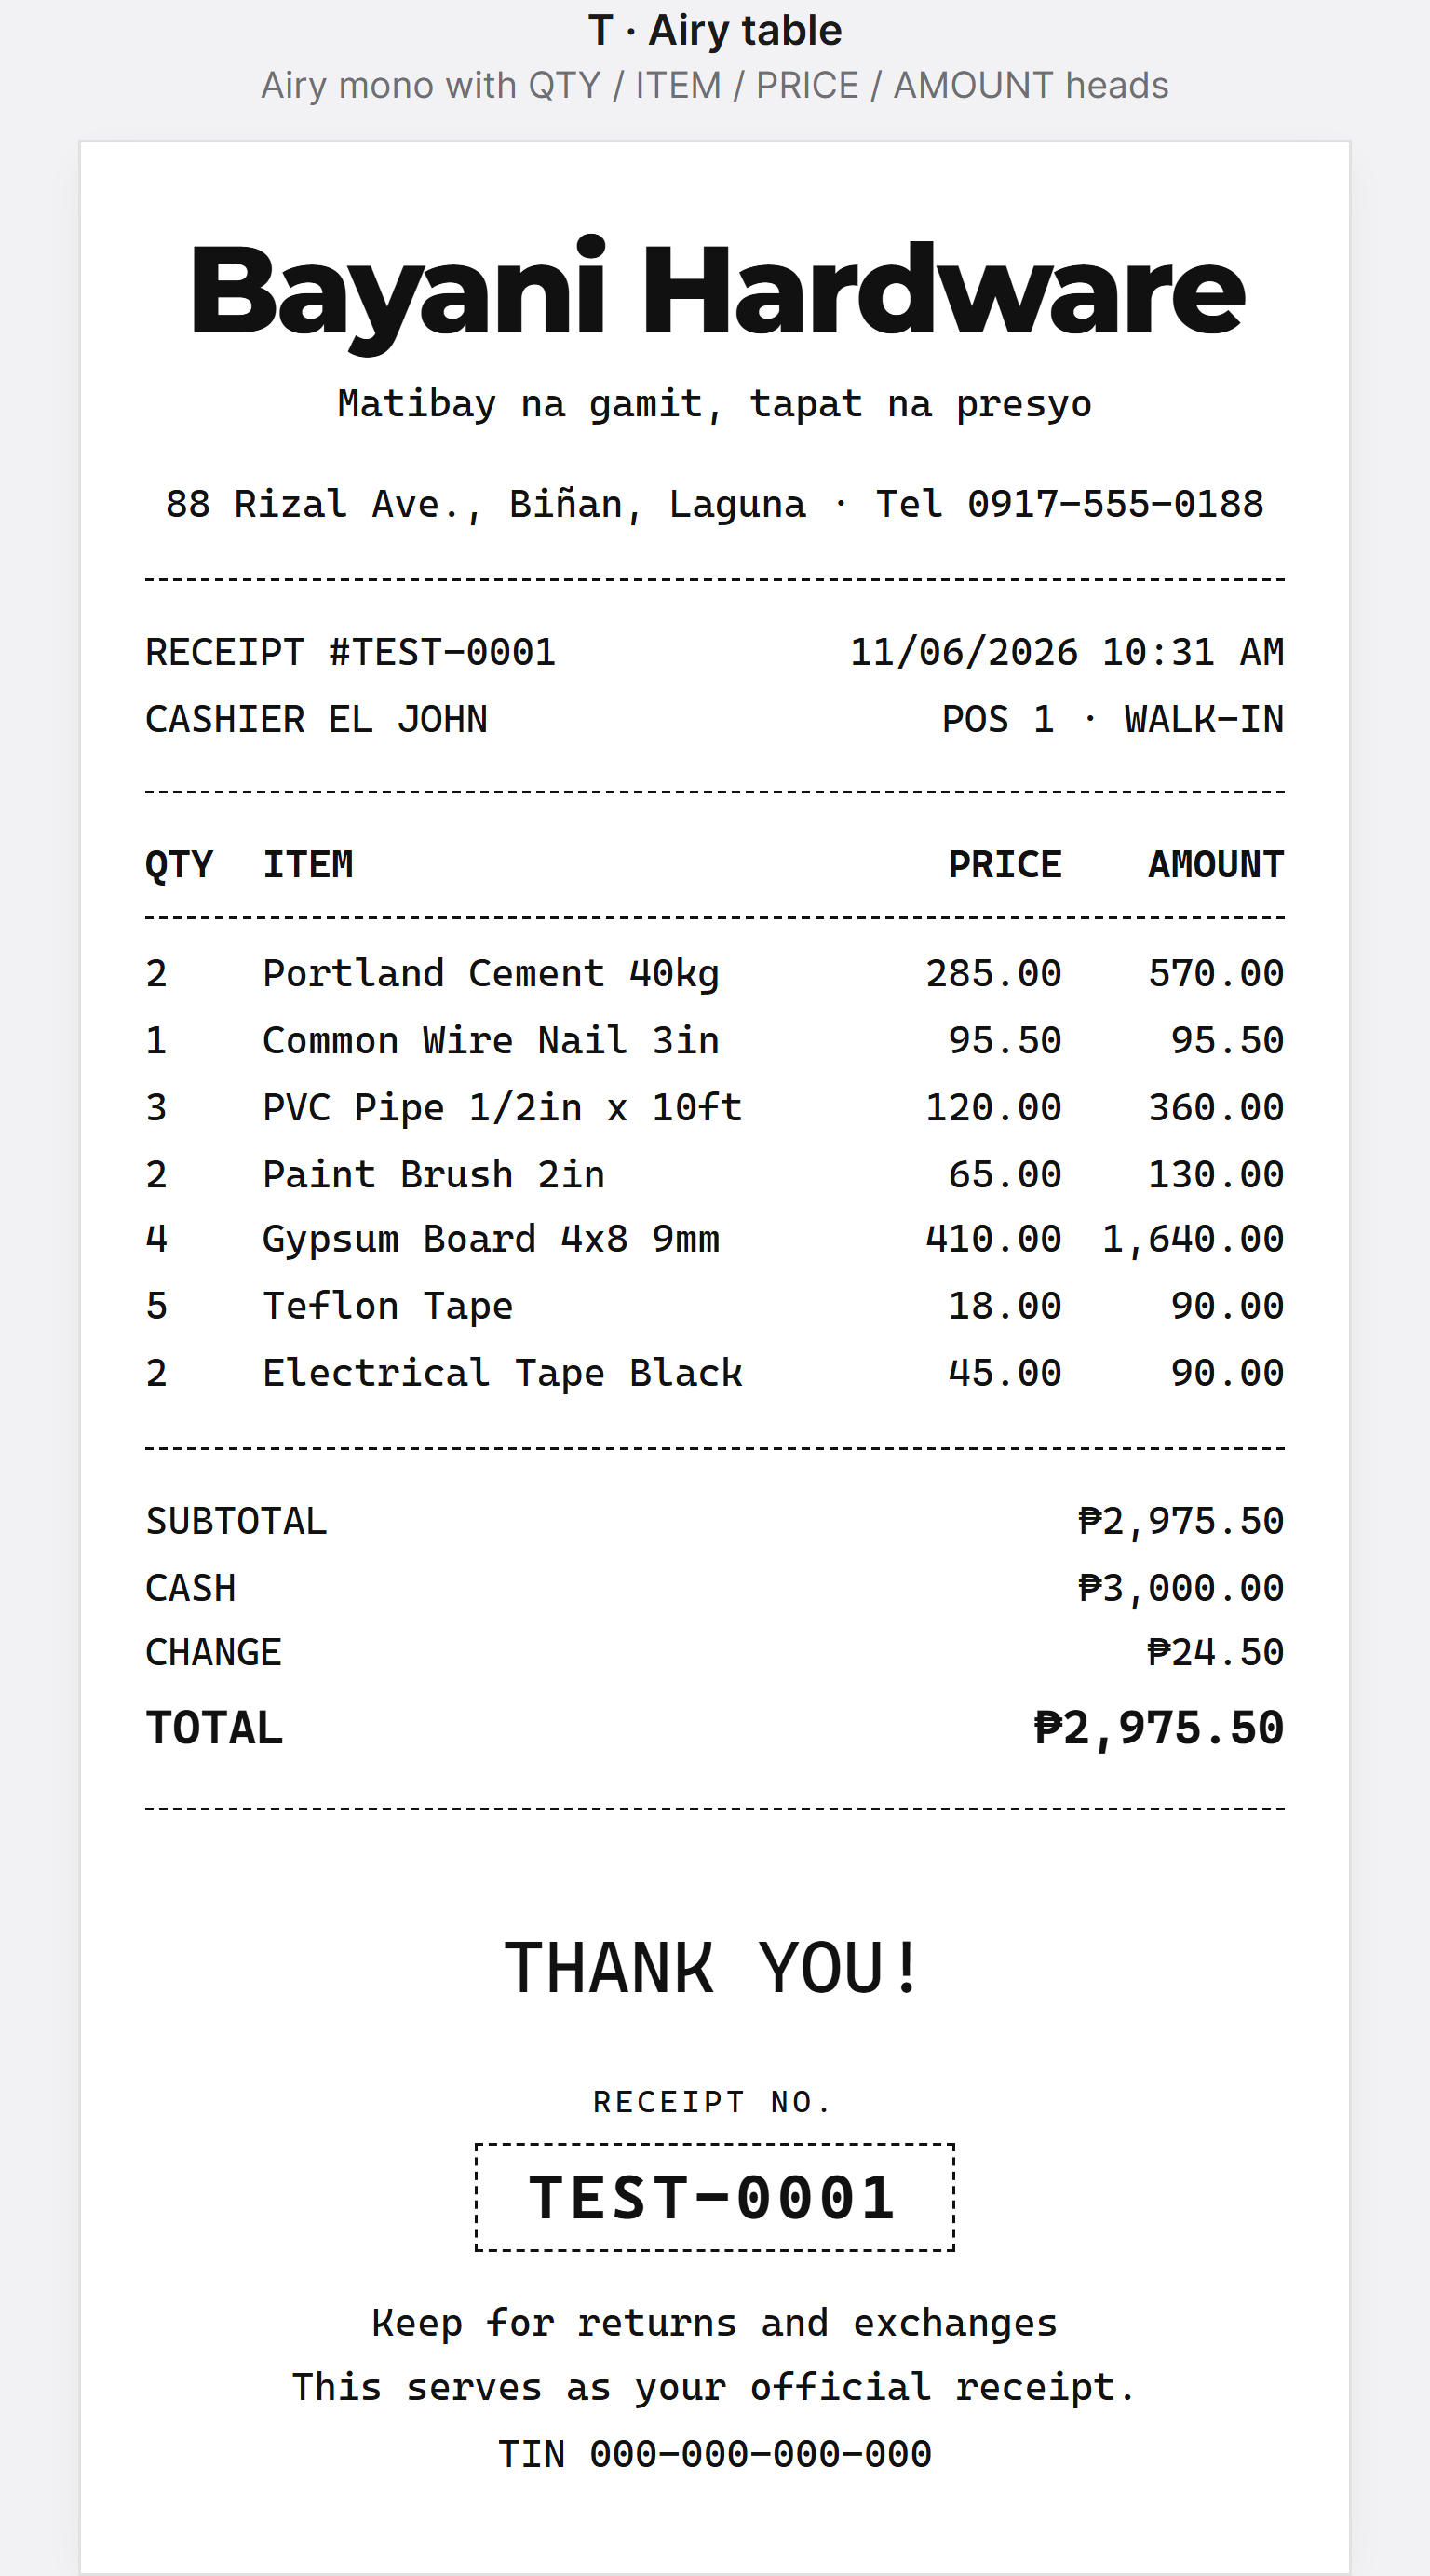 T · Airy table
Airy mono with QTY / ITEM / PRICE / AMOUNT heads
Bayani Hardware
Matibay na gamit, tapat na presyo
88 Rizal Ave., Biñan, Laguna · Tel 0917-555-0188
RECEIPT #TEST-0001 11/06/2026 10:31 AM
CASHIER EL JOHN POS 1 · WALK-IN
QTY ITEM PRICE AMOUNT
2 Portland Cement 40kg 285.00 570.00
1 Common Wire Nail 3in 95.50 95.50
3 PVC Pipe 1/2in x 10ft 120.00 360.00
2 Paint Brush 2in 65.00 130.00
4 Gypsum Board 4x8 9mm 410.00 1,640.00
5 Teflon Tape 18.00 90.00
2 Electrical Tape Black 45.00 90.00
SUBTOTAL ₱2,975.50
CASH ₱3,000.00
CHANGE ₱24.50
TOTAL ₱2,975.50
THANK YOU!
RECEIPT NO.
TEST-0001
Keep for returns and exchanges
This serves as your official receipt.
TIN 000-000-000-000